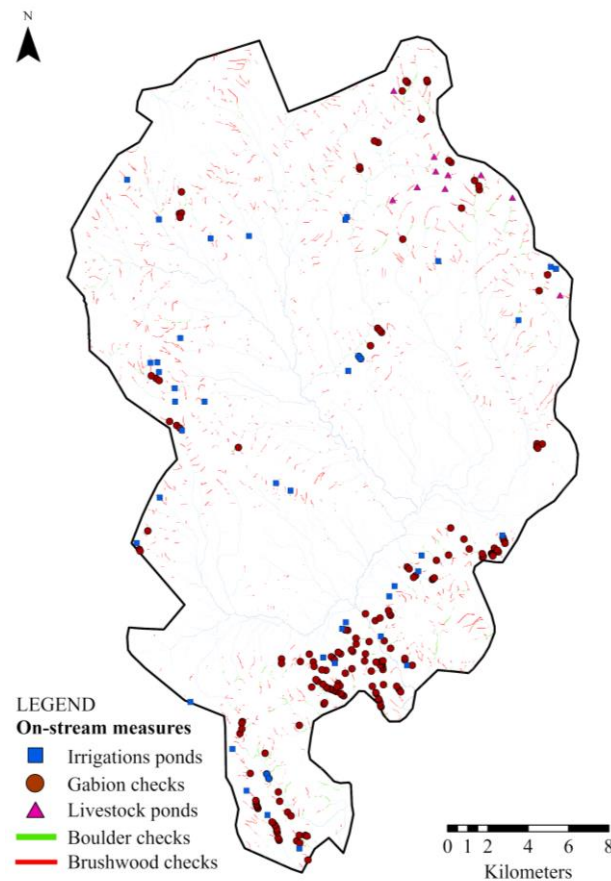 N
LEGEND
On-stream measures
Irrigations ponds
Gabion checks
Livestock ponds
Boulder checks
Brushwood checks
0 1 2 4 6 8
Kilometers